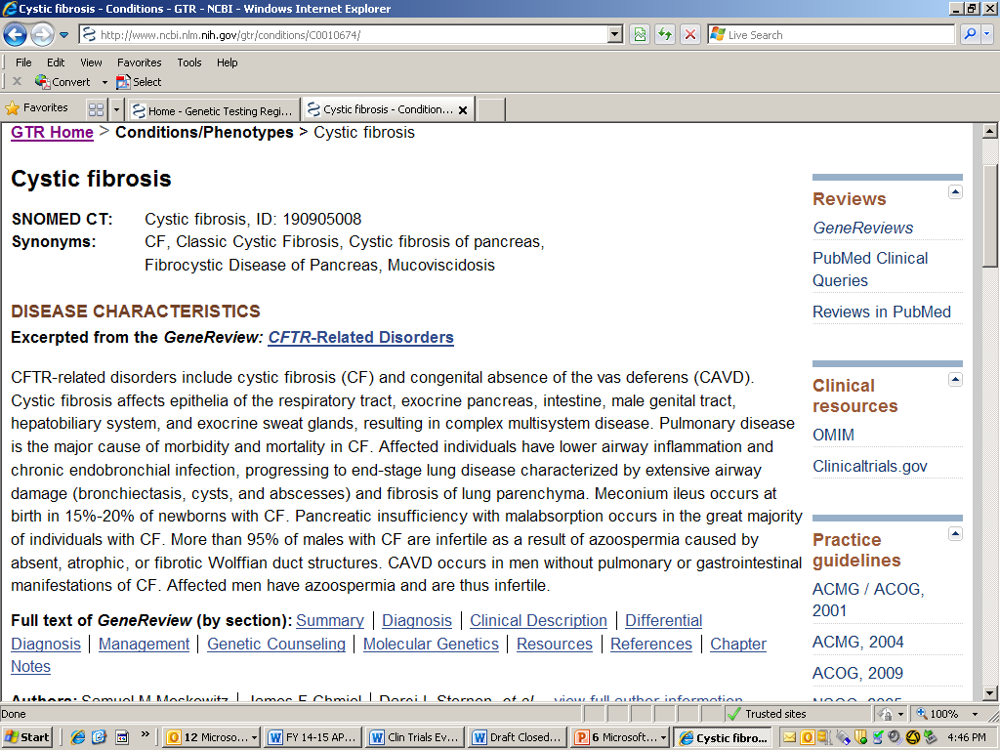 Cystic fibrosis - Conditions - GTR - NCBI - Windows Internet Explorer
http://www.ncbi.nlm.nih.gov/gtr/conditions/C0010674/
Live Search
File Edit View Favorites Tools Help
Convert Select
Favorites
Home - Genetic Testing Regi...
Cystic fibrosis - Condition...
GTR Home > Conditions/Phenotypes > Cystic fibrosis
Cystic fibrosis
SNOMED CT: Cystic fibrosis, ID: 190905008
Synonyms: CF, Classic Cystic Fibrosis, Cystic fibrosis of pancreas,
Fibrocystic Disease of Pancreas, Mucoviscidosis
DISEASE CHARACTERISTICS
Excerpted from the GeneReview: CFTR-Related Disorders
CFTR-related disorders include cystic fibrosis (CF) and congenital absence of the vas deferens (CAVD).
Cystic fibrosis affects epithelia of the respiratory tract, exocrine pancreas, intestine, male genital tract,
hepatobiliary system, and exocrine sweat glands, resulting in complex multisystem disease. Pulmonary disease
is the major cause of morbidity and mortality in CF. Affected individuals have lower airway inflammation and
chronic endobronchial infection, progressing to end-stage lung disease characterized by extensive airway
damage (bronchiectasis, cysts, and abscesses) and fibrosis of lung parenchyma. Meconium ileus occurs at
birth in 15%-20% of newborns with CF. Pancreatic insufficiency with malabsorption occurs in the great majority
of individuals with CF. More than 95% of males with CF are infertile as a result of azoospermia caused by
absent, atrophic, or fibrotic Wolffian duct structures. CAVD occurs in men without pulmonary or gastrointestinal
manifestations of CF. Affected men have azoospermia and are thus infertile.
Full text of GeneReview (by section): Summary | Diagnosis | Clinical Description | Differential
Diagnosis | Management | Genetic Counseling | Molecular Genetics | Resources | References | Chapter
Notes
Authors: Samuel M Moskowitz | James F Chmiel | Darci L Sternen, et al. view full author information
Reviews
GeneReviews
PubMed Clinical
Queries
Reviews in PubMed
Clinical
resources
OMIM
Clinicaltrials.gov
Practice
guidelines
ACMG / ACOG,
2001
ACMG, 2004
ACOG, 2009
Done
Trusted sites
100%
Start
12 Microso...
FY 14-15 AP...
Clin Trials Ev...
Draft Closed...
6 Microsoft...
Cystic fibro...
4:46 PM